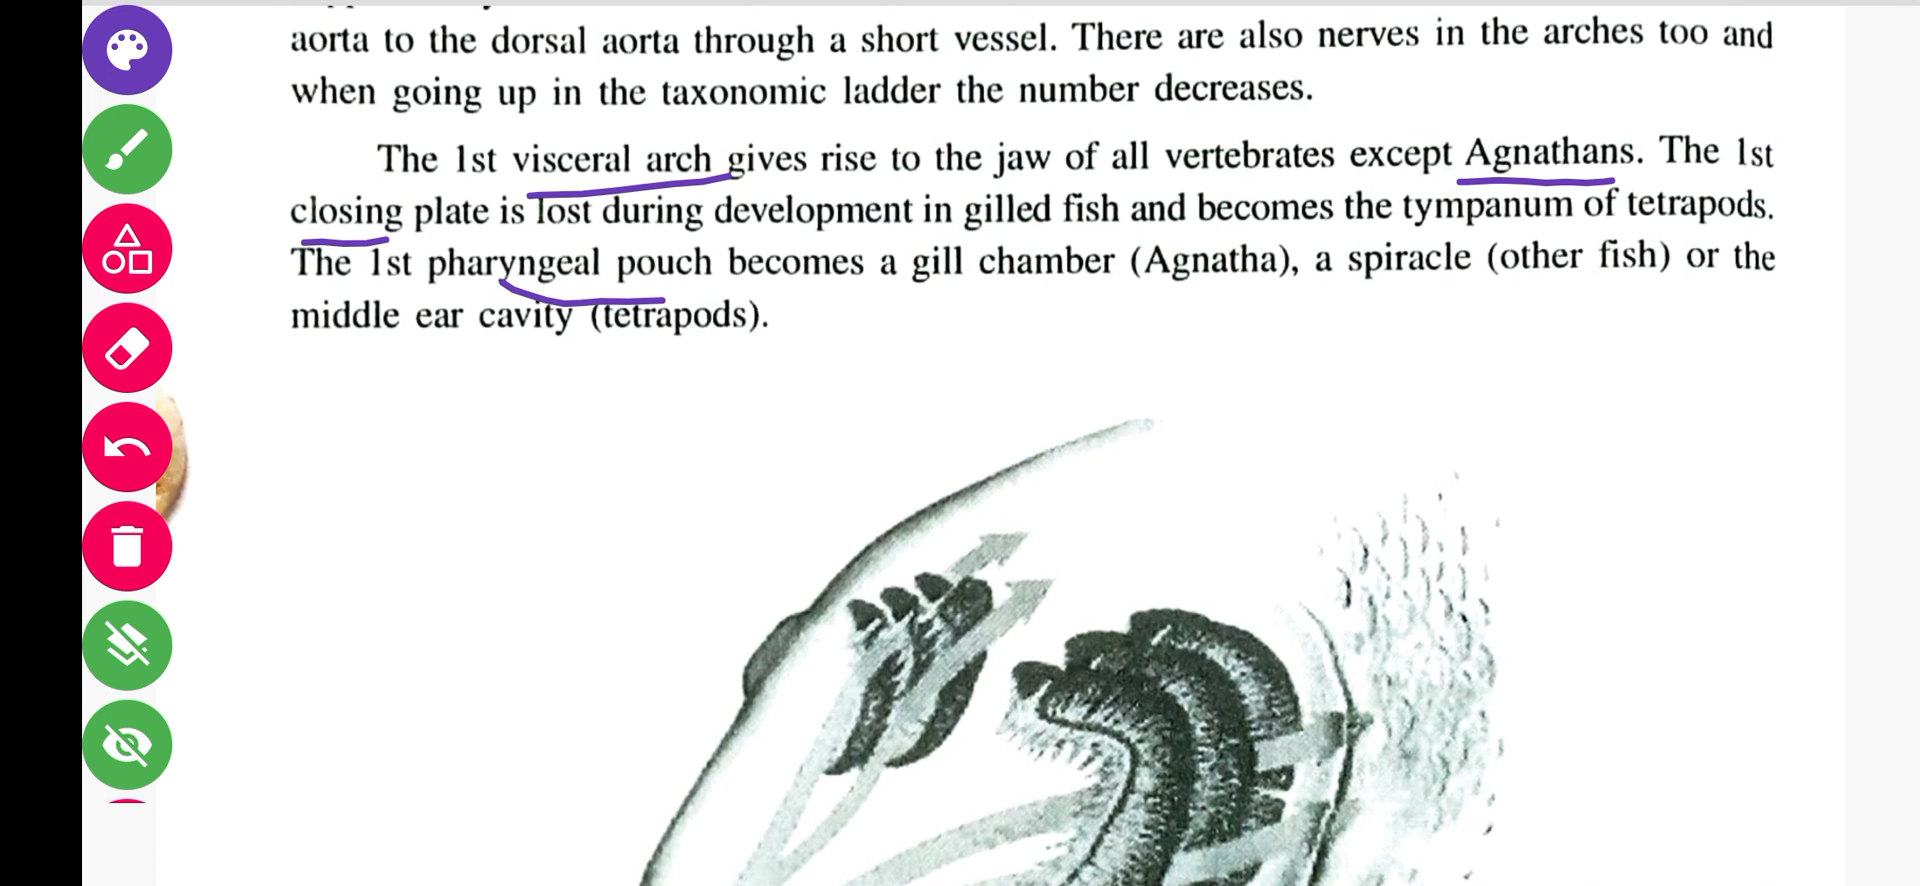 aorta to the dorsal aorta through a short vessel. There are also nerves in the arches too and
when going up in the taxonomic ladder the number decreases.
The 1st visceral arch gives rise to the jaw of all vertebrates except Agnathans. The 1st
closing plate is lost during development in gilled fish and becomes the tympanum of tetrapods.
The 1st pharyngeal pouch becomes a gill chamber (Agnatha), a spiracle (other fish) or the
middle ear cavity (tetrapods).